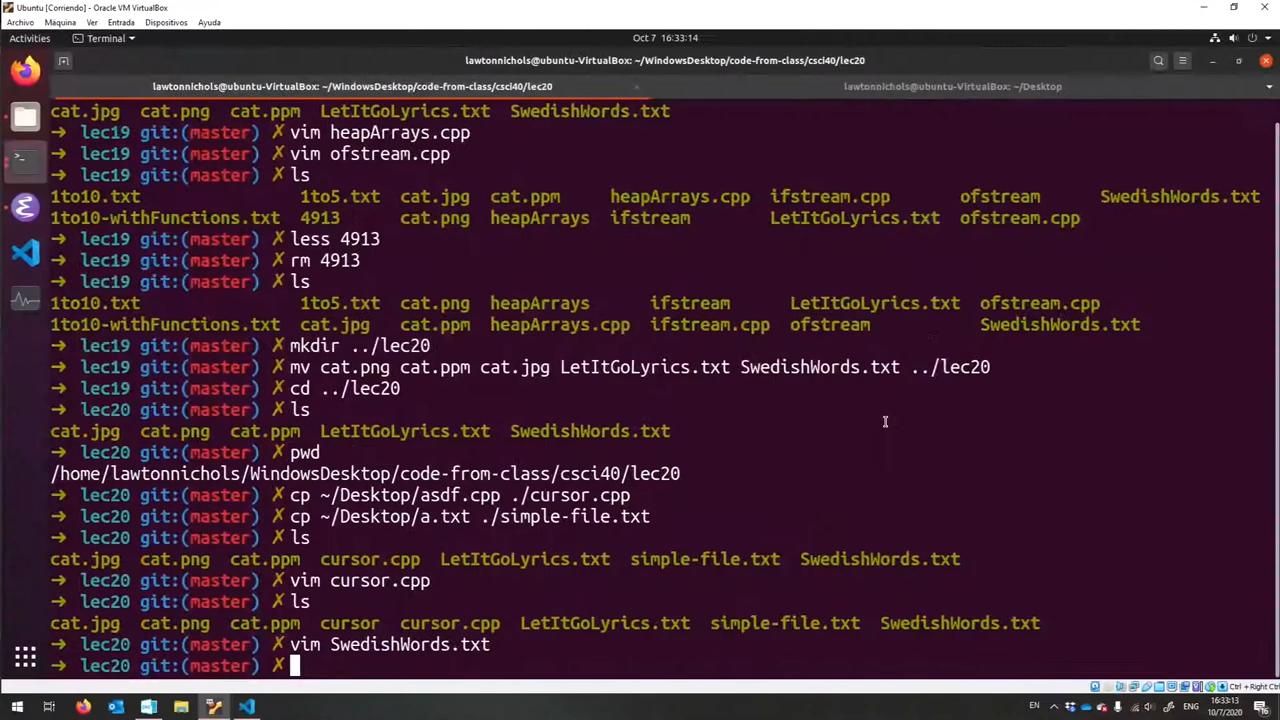 Ubuntu [Corriendo] - Oracle VM VirtualBox
Archivo Máquina Ver Entrada Dispositivos Ayuda
Activities Terminal Oct 7 16:33:14
lawtonnichols@ubuntu-VirtualBox: ~/WindowsDesktop/code-from-class/csci40/lec20
lawtonnichols@ubuntu-VirtualBox: ~/WindowsDesktop/code-from-class/csci40/lec20 × lawtonnichols@ubuntu-VirtualBox: ~/Desktop
cat.jpg cat.png cat.ppm LetItGoLyrics.txt SwedishWords.txt
➜ lec19 git:(master) ✗ vim heapArrays.cpp
➜ lec19 git:(master) ✗ vim ofstream.cpp
➜ lec19 git:(master) ✗ ls
1to10.txt 1to5.txt cat.jpg cat.ppm heapArrays.cpp ifstream.cpp ofstream SwedishWords.txt
1to10-withFunctions.txt 4913 cat.png heapArrays ifstream LetItGoLyrics.txt ofstream.cpp
➜ lec19 git:(master) ✗ less 4913
➜ lec19 git:(master) ✗ rm 4913
➜ lec19 git:(master) ✗ ls
1to10.txt 1to5.txt cat.png heapArrays ifstream LetItGoLyrics.txt ofstream.cpp
1to10-withFunctions.txt cat.jpg cat.ppm heapArrays.cpp ifstream.cpp ofstream SwedishWords.txt
➜ lec19 git:(master) ✗ mkdir ../lec20
➜ lec19 git:(master) ✗ mv cat.png cat.ppm cat.jpg LetItGoLyrics.txt SwedishWords.txt ../lec20
➜ lec19 git:(master) ✗ cd ../lec20
➜ lec20 git:(master) ✗ ls
cat.jpg cat.png cat.ppm LetItGoLyrics.txt SwedishWords.txt
➜ lec20 git:(master) ✗ pwd
/home/lawtonnichols/WindowsDesktop/code-from-class/csci40/lec20
➜ lec20 git:(master) ✗ cp ~/Desktop/asdf.cpp ./cursor.cpp
➜ lec20 git:(master) ✗ cp ~/Desktop/a.txt ./simple-file.txt
➜ lec20 git:(master) ✗ ls
cat.jpg cat.png cat.ppm cursor.cpp LetItGoLyrics.txt simple-file.txt SwedishWords.txt
➜ lec20 git:(master) ✗ vim cursor.cpp
➜ lec20 git:(master) ✗ ls
cat.jpg cat.png cat.ppm cursor cursor.cpp LetItGoLyrics.txt simple-file.txt SwedishWords.txt
➜ lec20 git:(master) ✗ vim SwedishWords.txt
➜ lec20 git:(master) ✗
Ctrl + Right Ctrl
EN ENG 16:33:13
10/7/2020